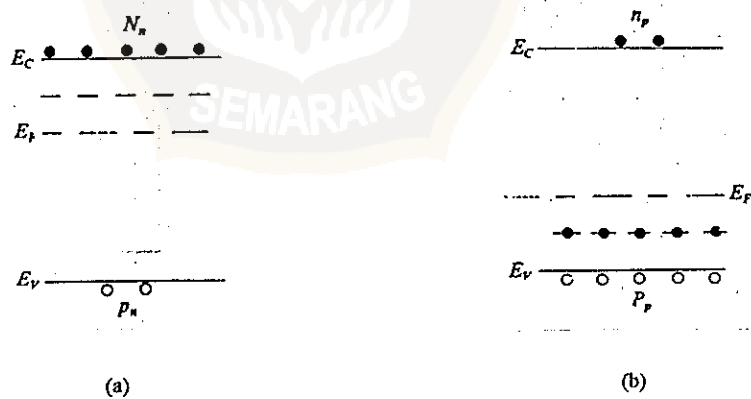 N_n
E_C
E_F
E_V
p_n
(a)
n_p
E_C
E_F
E_V
P_p
(b)
SEMARANG